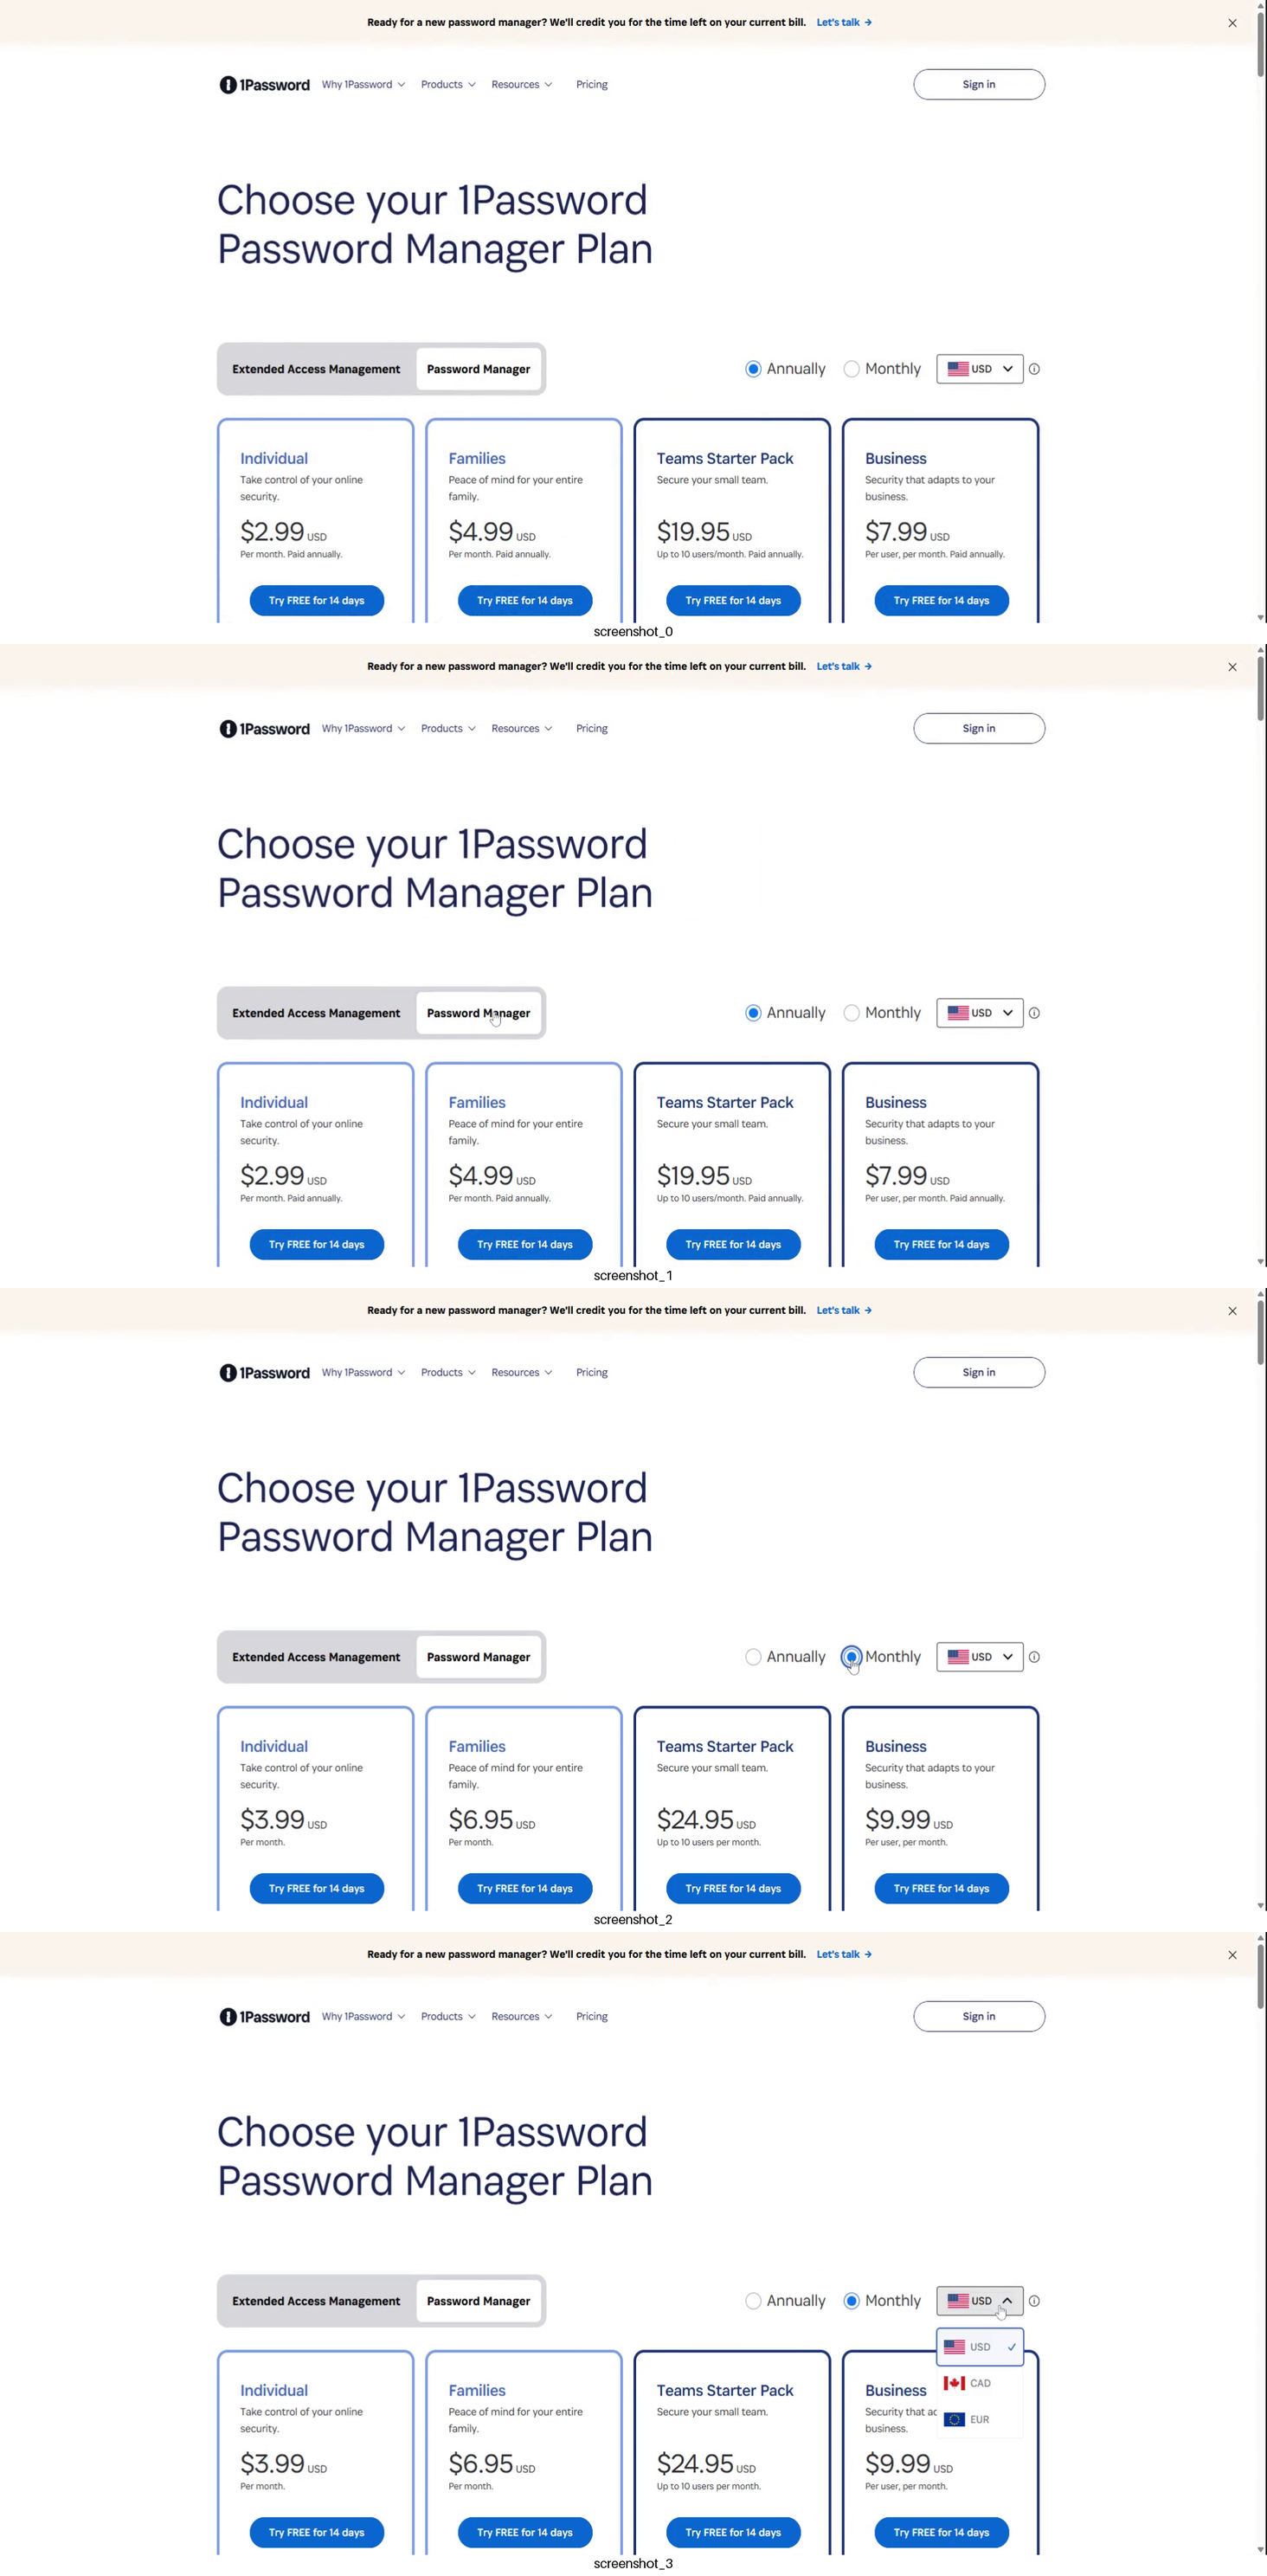 Ready for a new password manager? We'll credit you for the time left on your current bill. Let's talk →
1Password Why 1Password Products Resources Pricing Sign in
Choose your 1Password
Password Manager Plan
Extended Access Management Password Manager Annually Monthly USD
Individual Families Teams Starter Pack Business
Take control of your online Peace of mind for your entire Secure your small team. Security that adapts to your
security. family. business.
$2.99 USD $4.99 USD $19.95 USD $7.99 USD
Per month. Paid annually. Per month. Paid annually. Up to 10 users/month. Paid annually. Per user, per month. Paid annually.
Try FREE for 14 days Try FREE for 14 days Try FREE for 14 days Try FREE for 14 days
screenshot_0
Ready for a new password manager? We'll credit you for the time left on your current bill. Let's talk →
1Password Why 1Password Products Resources Pricing Sign in
Choose your 1Password
Password Manager Plan
Extended Access Management Password Manager Annually Monthly USD
Individual Families Teams Starter Pack Business
Take control of your online Peace of mind for your entire Secure your small team. Security that adapts to your
security. family. business.
$2.99 USD $4.99 USD $19.95 USD $7.99 USD
Per month. Paid annually. Per month. Paid annually. Up to 10 users/month. Paid annually. Per user, per month. Paid annually.
Try FREE for 14 days Try FREE for 14 days Try FREE for 14 days Try FREE for 14 days
screenshot_1
Ready for a new password manager? We'll credit you for the time left on your current bill. Let's talk →
1Password Why 1Password Products Resources Pricing Sign in
Choose your 1Password
Password Manager Plan
Extended Access Management Password Manager Annually Monthly USD
Individual Families Teams Starter Pack Business
Take control of your online Peace of mind for your entire Secure your small team. Security that adapts to your
security. family. business.
$3.99 USD $6.95 USD $24.95 USD $9.99 USD
Per month. Per month. Up to 10 users per month. Per user, per month.
Try FREE for 14 days Try FREE for 14 days Try FREE for 14 days Try FREE for 14 days
screenshot_2
Ready for a new password manager? We'll credit you for the time left on your current bill. Let's talk →
1Password Why 1Password Products Resources Pricing Sign in
Choose your 1Password
Password Manager Plan
Extended Access Management Password Manager Annually Monthly USD
USD
CAD
EUR
Individual Families Teams Starter Pack Business
Take control of your online Peace of mind for your entire Secure your small team. Security that
security. family. business.
$3.99 USD $6.95 USD $24.95 USD $9.99 USD
Per month. Per month. Up to 10 users per month. Per user, per month.
Try FREE for 14 days Try FREE for 14 days Try FREE for 14 days Try FREE for 14 days
screenshot_3